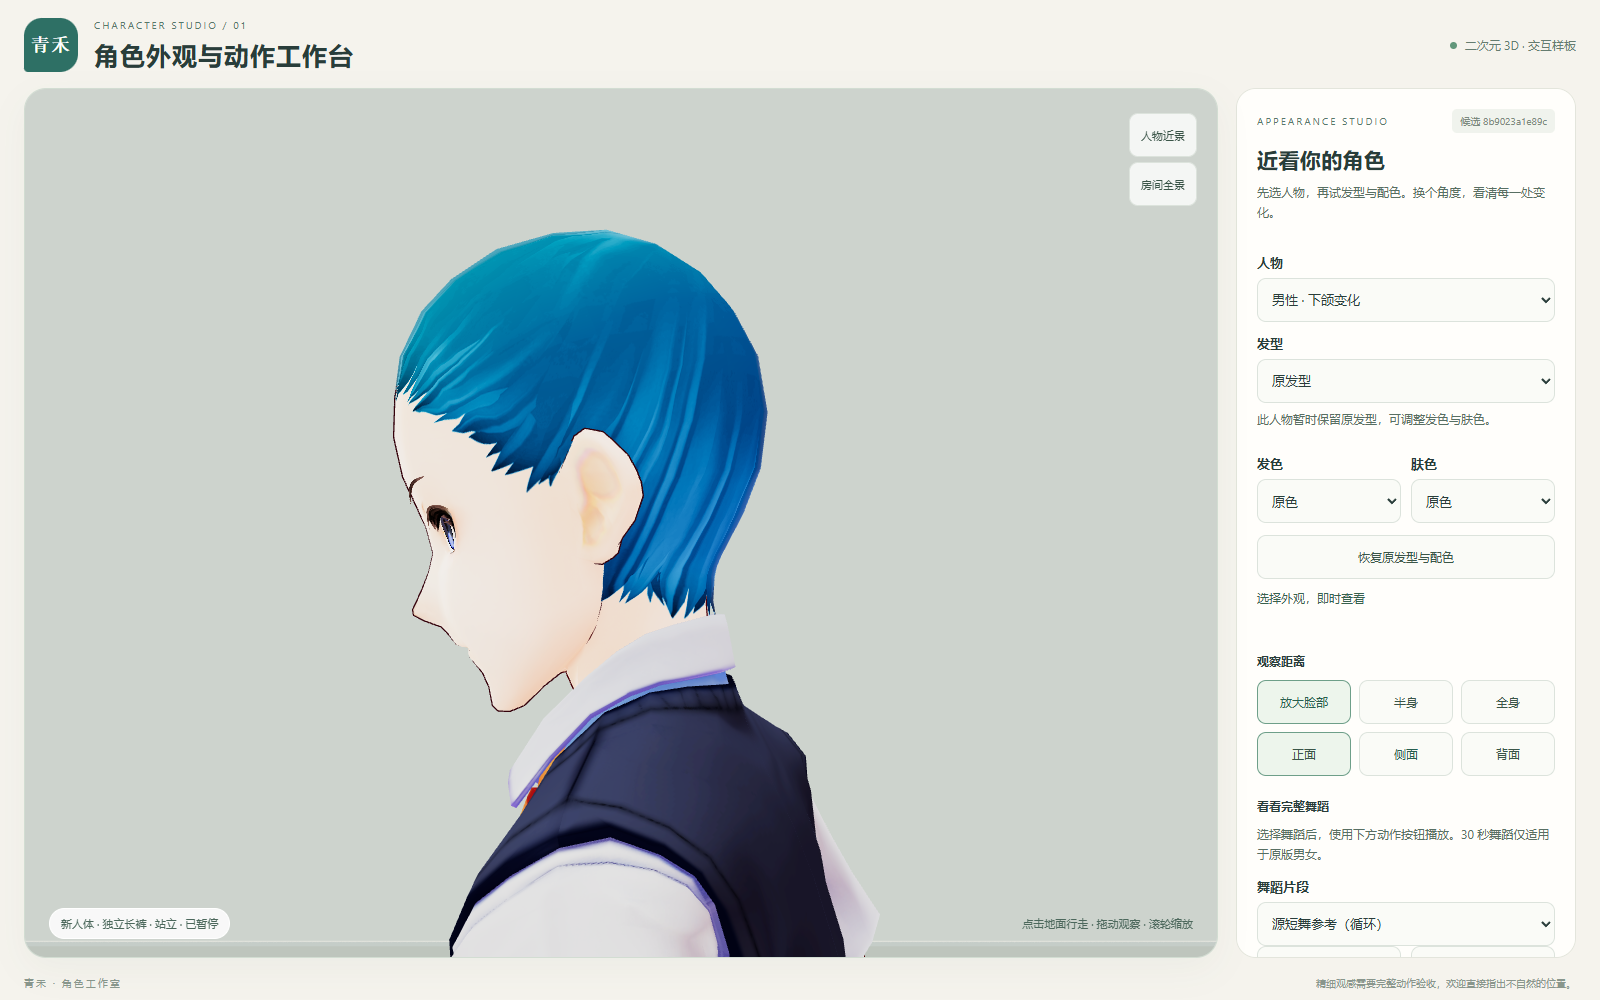 青禾
CHARACTER STUDIO / 01
角色外观与动作工作台
二次元 3D · 交互样板
人物近景
房间全景
新人体 · 独立长裤 · 站立 · 已暂停
点击地面行走 · 拖动观察 · 滚轮缩放
APPEARANCE STUDIO
候选 8b9023a1e89c
近看你的角色
先选人物，再试发型与配色。换个角度，看清每一处变
化。
人物
男性 · 下颌变化
发型
原发型
此人物暂时保留原发型，可调整发色与肤色。
发色
肤色
原色
原色
恢复原发型与配色
选择外观，即时查看
观察距离
放大脸部
半身
全身
正面
侧面
背面
看看完整舞蹈
选择舞蹈后，使用下方动作按钮播放。30 秒舞蹈仅适用
于原版男女。
舞蹈片段
源短舞参考（循环）
青禾 · 角色工作室
精细观感需要完整动作验收，欢迎直接指出不自然的位置。